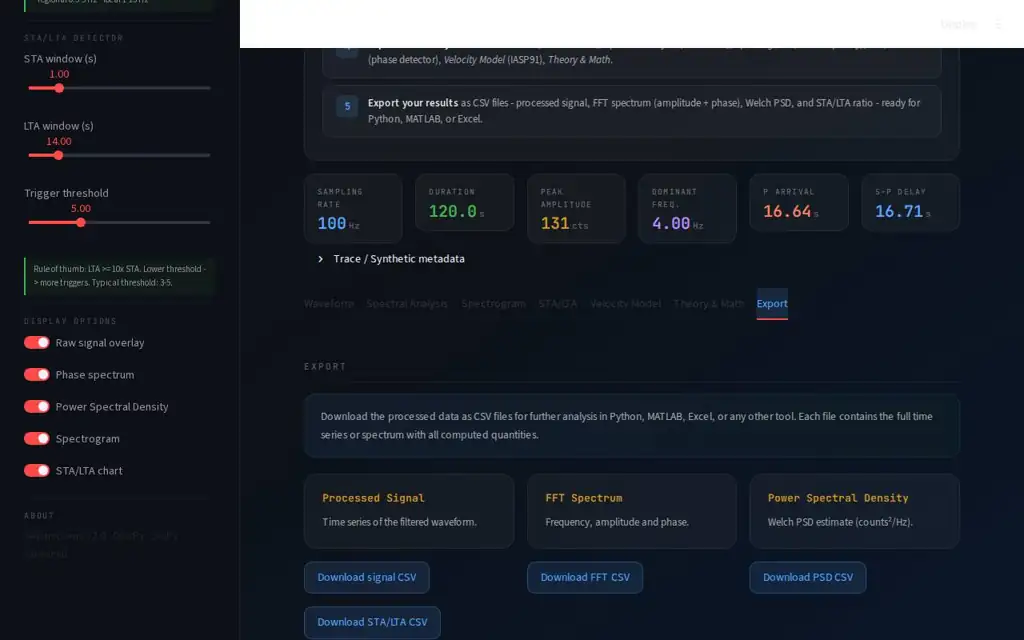 STA/LTA DETECTOR
STA window (s)
1.00
LTA window (s)
14.00
Trigger threshold
5.00
Rule of thumb: LTA >= 10x STA. Lower threshold -
> more triggers. Typical threshold: 3-5.
DISPLAY OPTIONS
Raw signal overlay
Phase spectrum
Power Spectral Density
Spectrogram
STA/LTA chart
ABOUT
Deploy
(phase detector), Velocity Model (IASP91), Theory & Math.
5
Export your results as CSV files - processed signal, FFT spectrum (amplitude + phase), Welch PSD, and STA/LTA ratio - ready for
Python, MATLAB, or Excel.
SAMPLING
RATE
100 Hz
DURATION
120.0 s
PEAK
AMPLITUDE
131 cts
DOMINANT
FREQ.
4.00 Hz
P ARRIVAL
16.64 s
S-P DELAY
16.71 s
Trace / Synthetic metadata
Waveform Spectral Analysis Spectrogram STA/LTA Velocity Model Theory & Math Export
EXPORT
Download the processed data as CSV files for further analysis in Python, MATLAB, Excel, or any other tool. Each file contains the full time
series or spectrum with all computed quantities.
Processed Signal
Time series of the filtered waveform.
FFT Spectrum
Frequency, amplitude and phase.
Power Spectral Density
Welch PSD estimate (counts²/Hz).
Download signal CSV
Download FFT CSV
Download PSD CSV
Download STA/LTA CSV